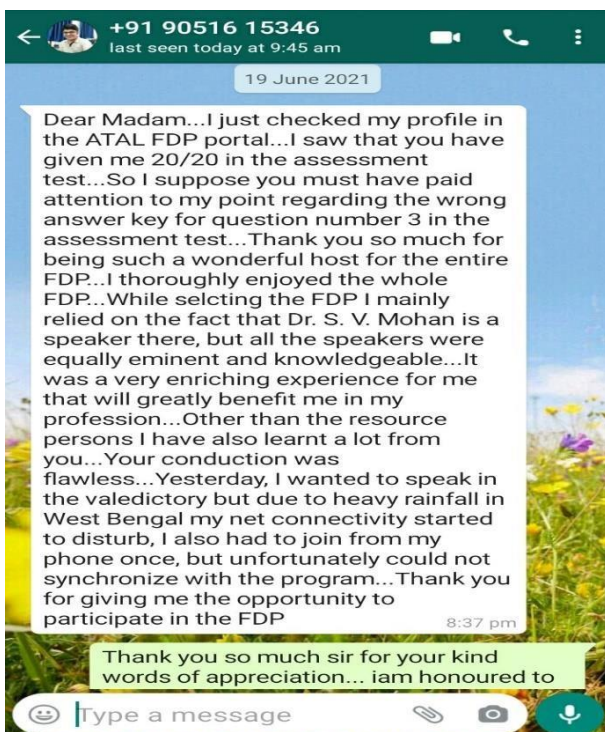 +91 90516 15346
last seen today at 9:45 am
19 June 2021
Dear Madam...I just checked my profile in
the ATAL FDP portal...I saw that you have
given me 20/20 in the assessment
test...So I suppose you must have paid
attention to my point regarding the wrong
answer key for question number 3 in the
assessment test...Thank you so much for
being such a wonderful host for the entire
FDP...I thoroughly enjoyed the whole
FDP...While selcting the FDP I mainly
relied on the fact that Dr. S. V. Mohan is a
speaker there, but all the speakers were
equally eminent and knowledgeable...It
was a very enriching experience for me
that will greatly benefit me in my
profession...Other than the resource
persons I have also learnt a lot from
you...Your conduction was
flawless...Yesterday, I wanted to speak in
the valedictory but due to heavy rainfall in
West Bengal my net connectivity started
to disturb, I also had to join from my
phone once, but unfortunately could not
synchronize with the program...Thank you
for giving me the opportunity to
participate in the FDP
8:37 pm
Thank you so much sir for your kind
words of appreciation... iam honoured to
Type a message